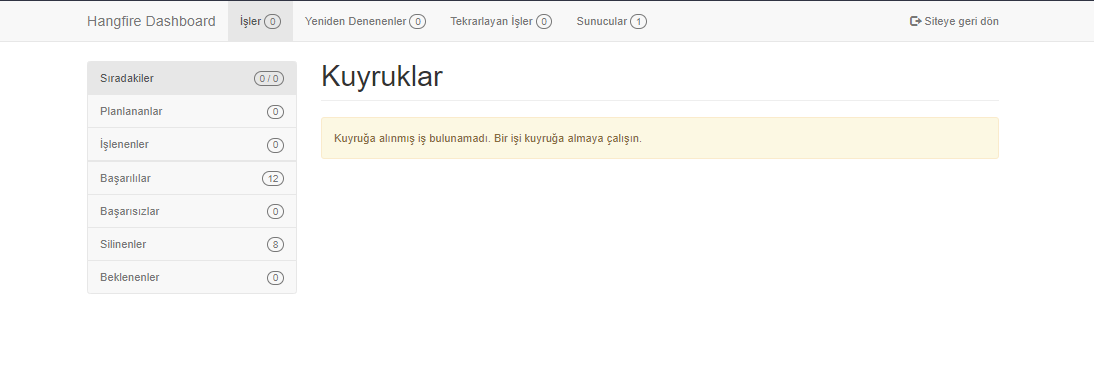 Hangfire Dashboard İşler 0 Yeniden Denenenler 0 Tekrarlayan İşler 0 Sunucular 1 Siteye geri dön
Sıradakiler 0 / 0
Planlananlar 0
İşlenenler 0
Başarılılar 12
Başarısızlar 0
Silinenler 8
Beklenenler 0
Kuyruklar
Kuyruğa alınmış iş bulunamadı. Bir işi kuyruğa almaya çalışın.